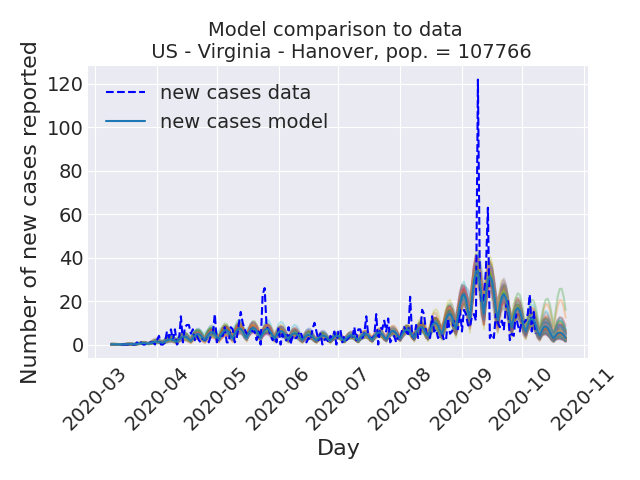 Model comparison to data
US - Virginia - Hanover, pop. = 107766
Number of new cases reported
120
100
80
60
40
20
0
new cases data
new cases model
2020-03
2020-04
2020-05
2020-06
2020-07
2020-08
2020-09
2020-10
2020-11
Day